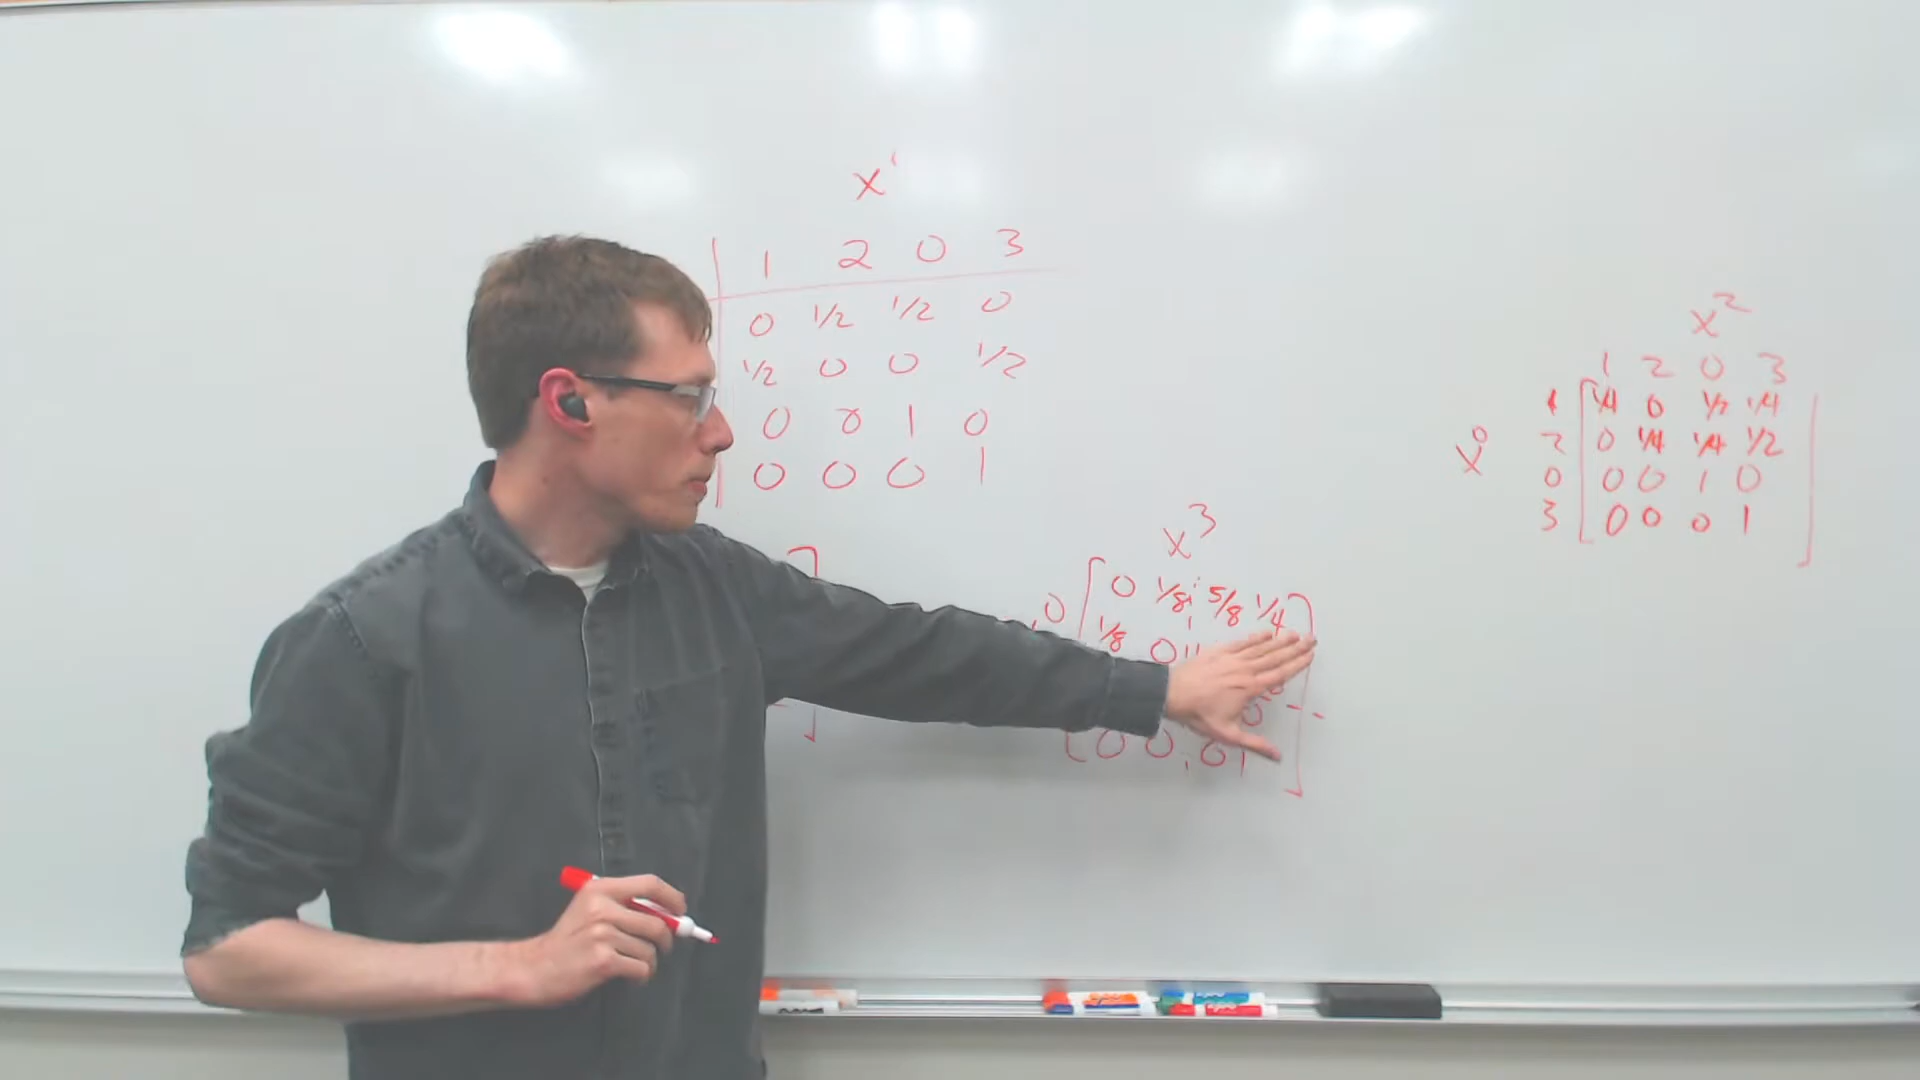 X¹
1 2 0 3
0 1/2 1/2 0
1/2 0 0 1/2
0 0 1 0
0 0 0 1
X²
1 2 0 3
1 1/4 0 1/2 1/4
X⁰
2 0 1/4 1/4 1/2
0 0 0 1 0
3 0 0 0 1
X³
0 0 1/8 5/8 1/4
1/8 0
0 0 0 1